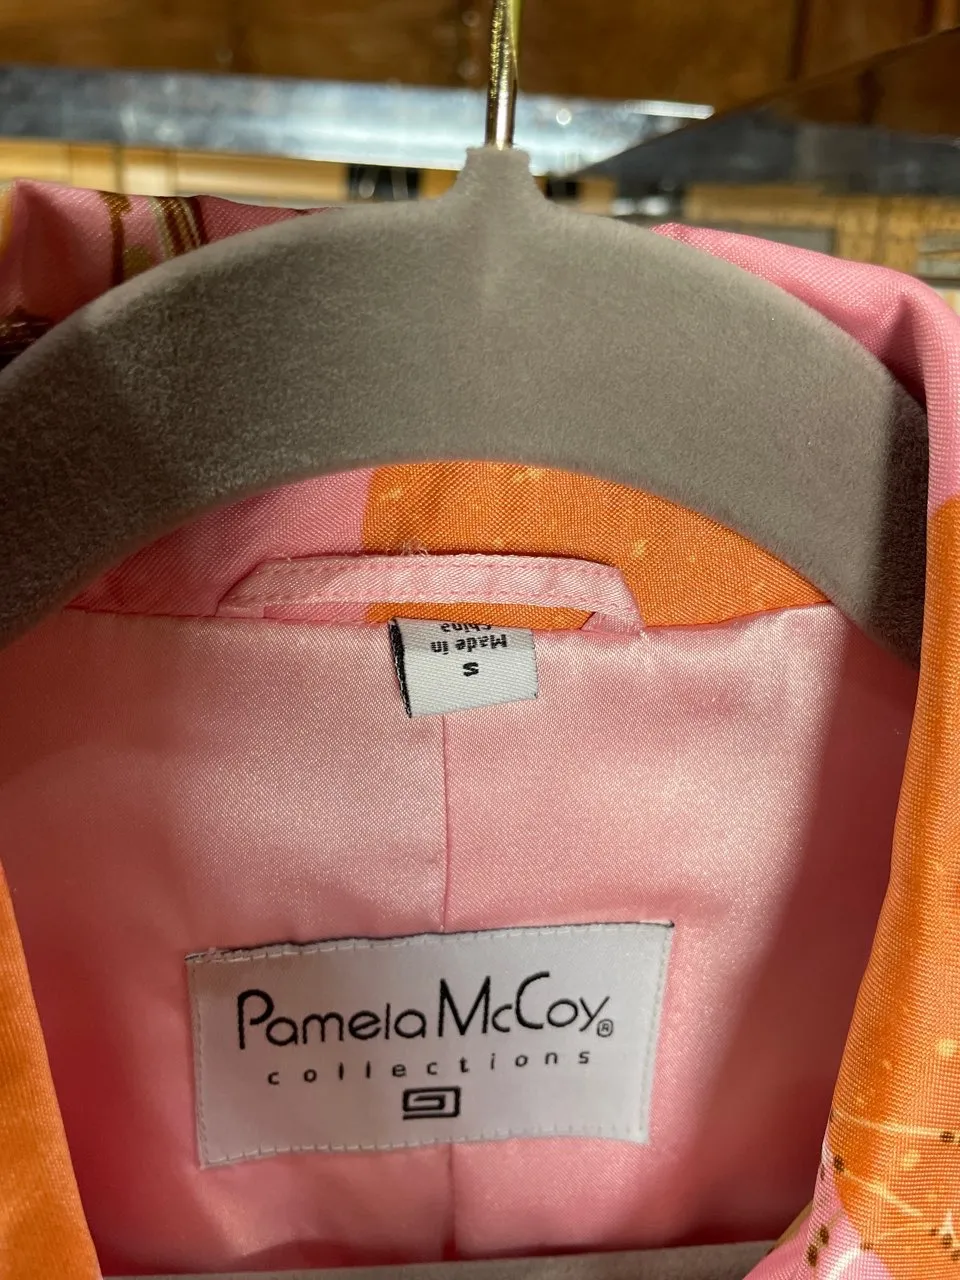 S
Made in
China
Pamela McCoy®
collections